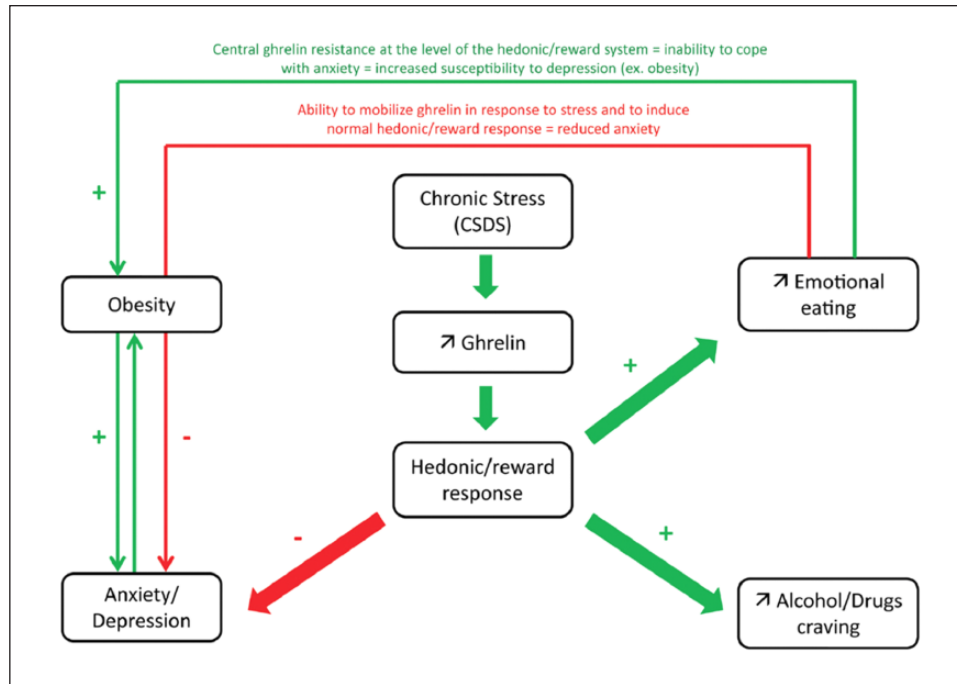 Central ghrelin resistance at the level of the hedonic/reward system = inability to cope
with anxiety = increased susceptibility to depression (ex. obesity)
Ability to mobilize ghrelin in response to stress and to induce
normal hedonic/reward response = reduced anxiety
+
Chronic Stress
(CSDS)
Obesity
↗ Emotional
eating
↗ Ghrelin
+
+
-
Hedonic/reward
response
-
+
Anxiety/
Depression
↗ Alcohol/Drugs
craving